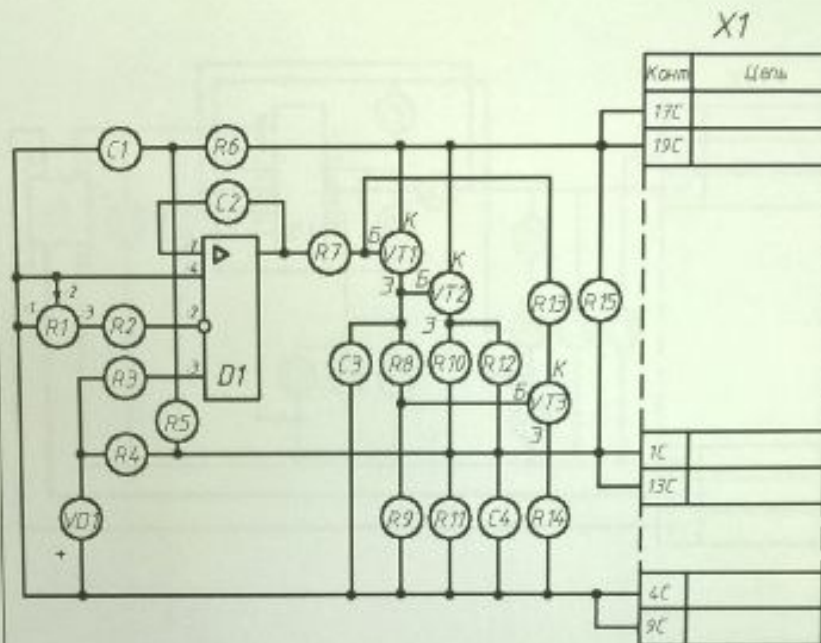 X1
Конт Цепь
17С
19С
C1 R6
C2
R7 Б К VT1
4
2
1 R1 3 R2 2
Э Б К VT2
R13 R15
Э
R3 3 D1 C3 R8 R10 R12 К
Б VT3
R5 Э
R4 1С
13С
VD1 R9 R11 C4 R14
+
4С
9С